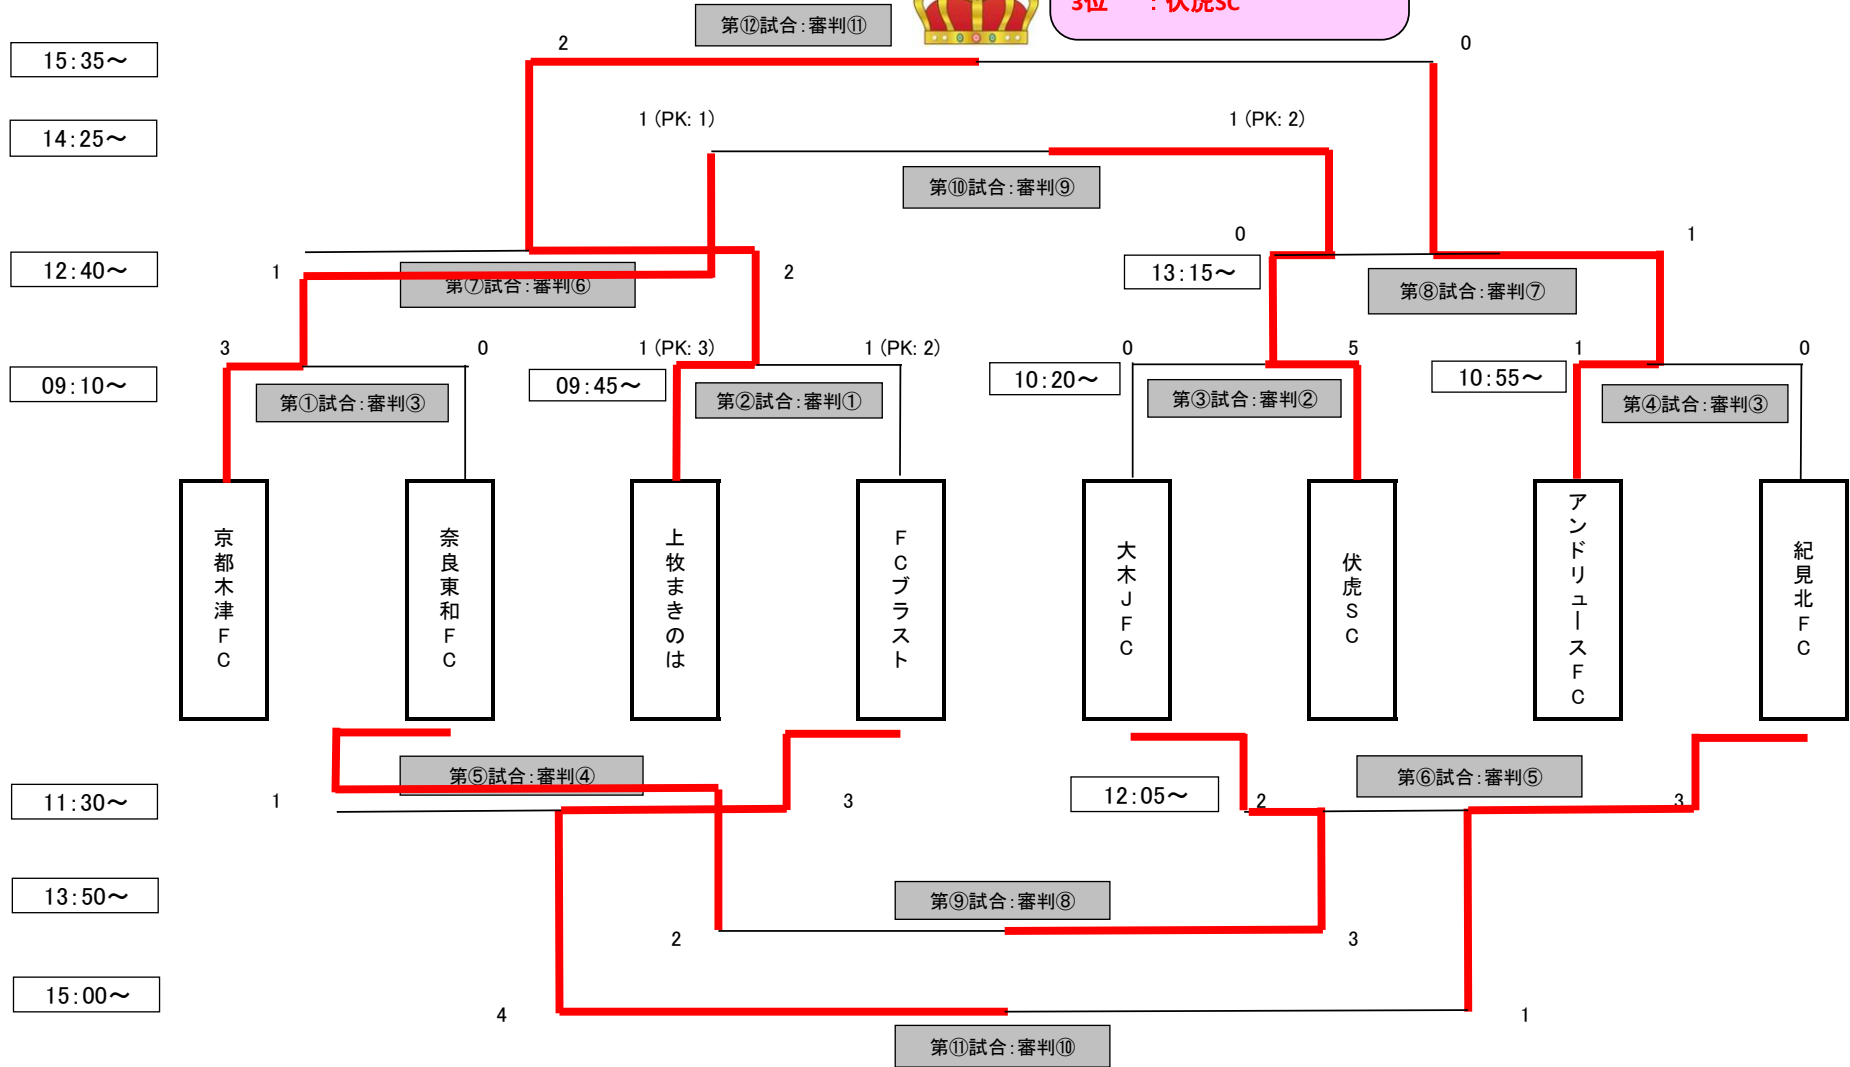 3位 ：伏虎SC
第⑫試合：審判⑪
15:35～
2
0
14:25～
1 (PK: 1)
1 (PK: 2)
第⑩試合：審判⑨
12:40～
1
第⑦試合：審判⑥
2
0
13:15～
第⑧試合：審判⑦
1
09:10～
3
0
第①試合：審判③
09:45～
1 (PK: 3)
1 (PK: 2)
第②試合：審判①
10:20～
0
5
第③試合：審判②
10:55～
1
0
第④試合：審判③
京都木津FC
奈良東和FC
上牧まきのは
FCブラスト
大木JFC
伏虎SC
アンドリュースFC
紀見北FC
11:30～
1
第⑤試合：審判④
3
12:05～
2
第⑥試合：審判⑤
3
13:50～
2
第⑨試合：審判⑧
3
15:00～
4
第⑪試合：審判⑩
1